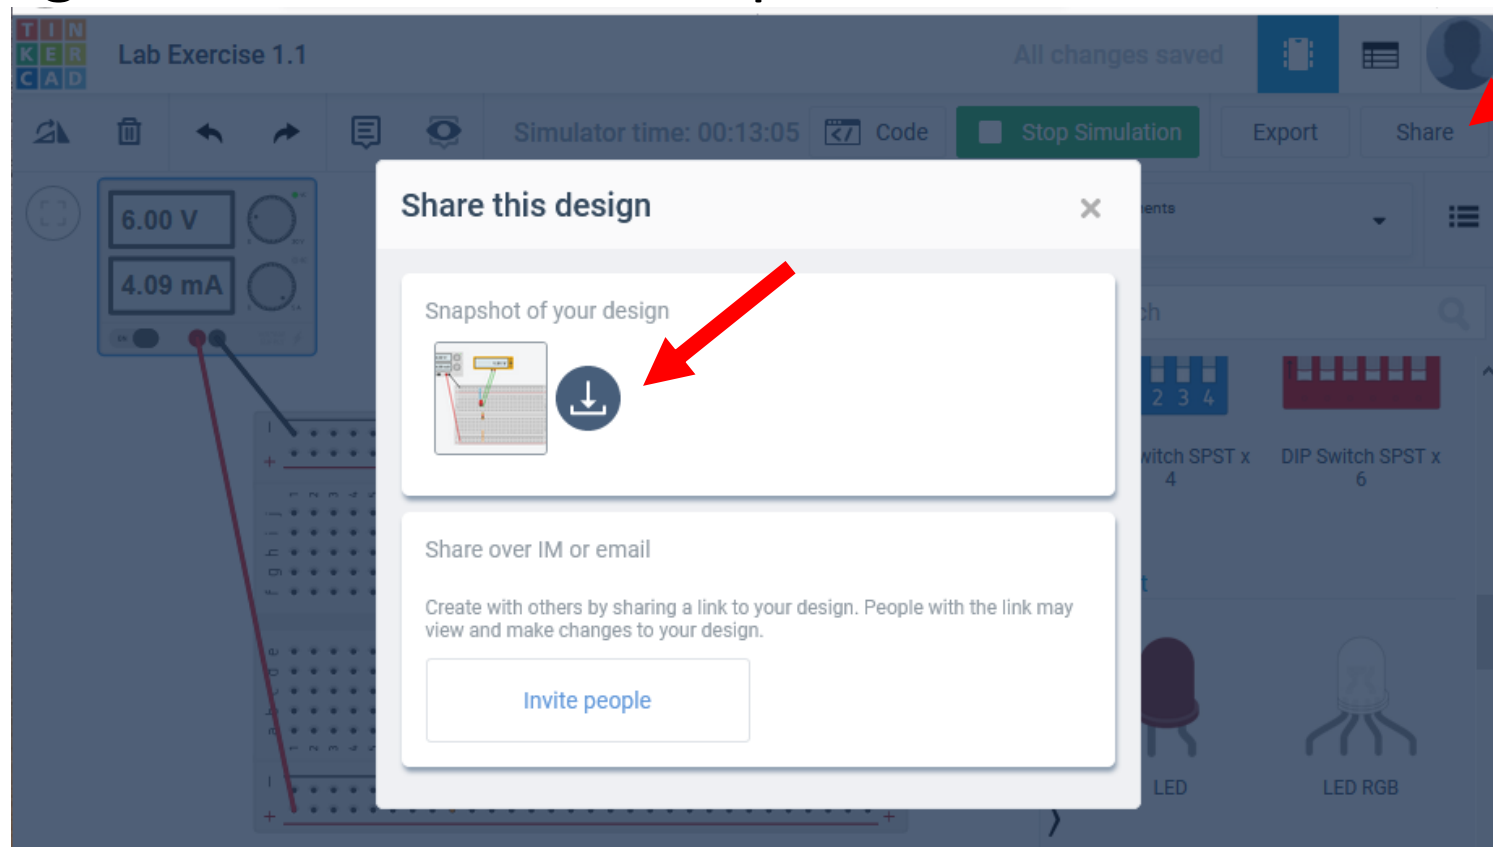 TIN
KER
CAD
Lab Exercise 1.1
All changes saved
Simulator time: 00:13:05
Code
Stop Simulation
Export
Share
6.00 V
4.09 mA
Share this design
Snapshot of your design
Share over IM or email
Create with others by sharing a link to your design. People with the link may
view and make changes to your design.
Invite people
2 3 4
SPST x
4
DIP Switch SPST x
6
LED
LED RGB